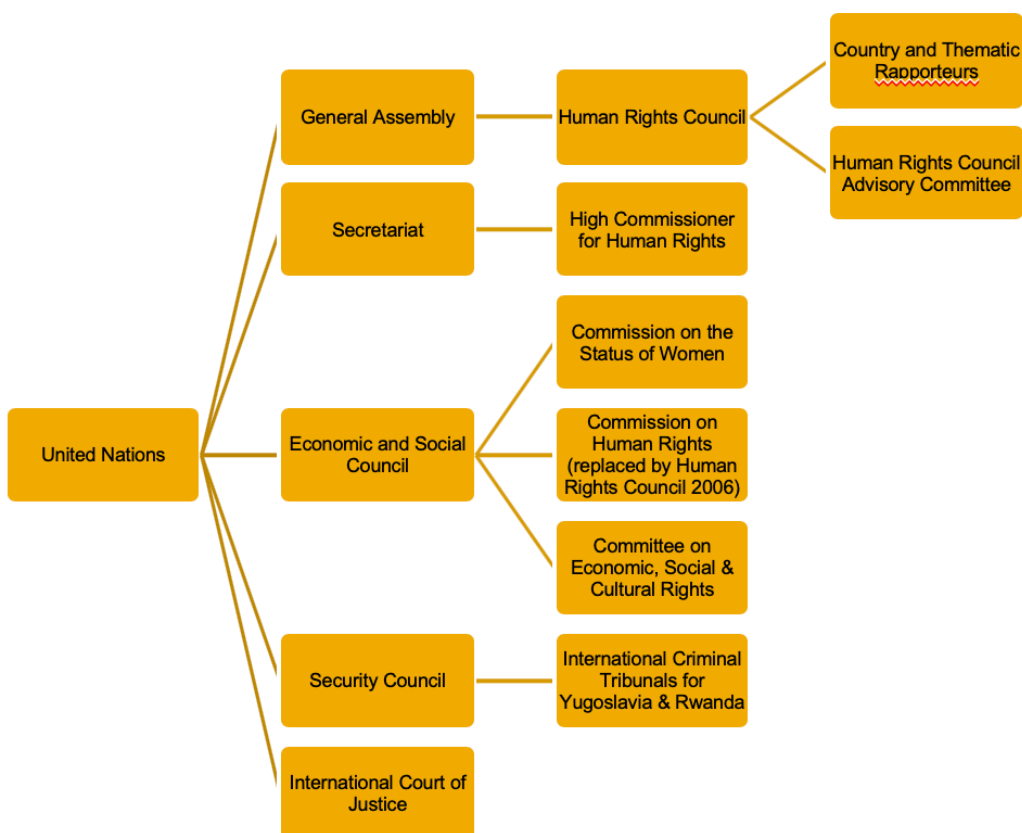 Country and Thematic
Rapporteurs
General Assembly
Human Rights Council
Human Rights Council
Advisory Committee
Secretariat
High Commissioner
for Human Rights
Commission on the
Status of Women
United Nations
Economic and Social
Council
Commission on
Human Rights
(replaced by Human
Rights Council 2006)
Committee on
Economic, Social &
Cultural Rights
Security Council
International Criminal
Tribunals for
Yugoslavia & Rwanda
International Court of
Justice